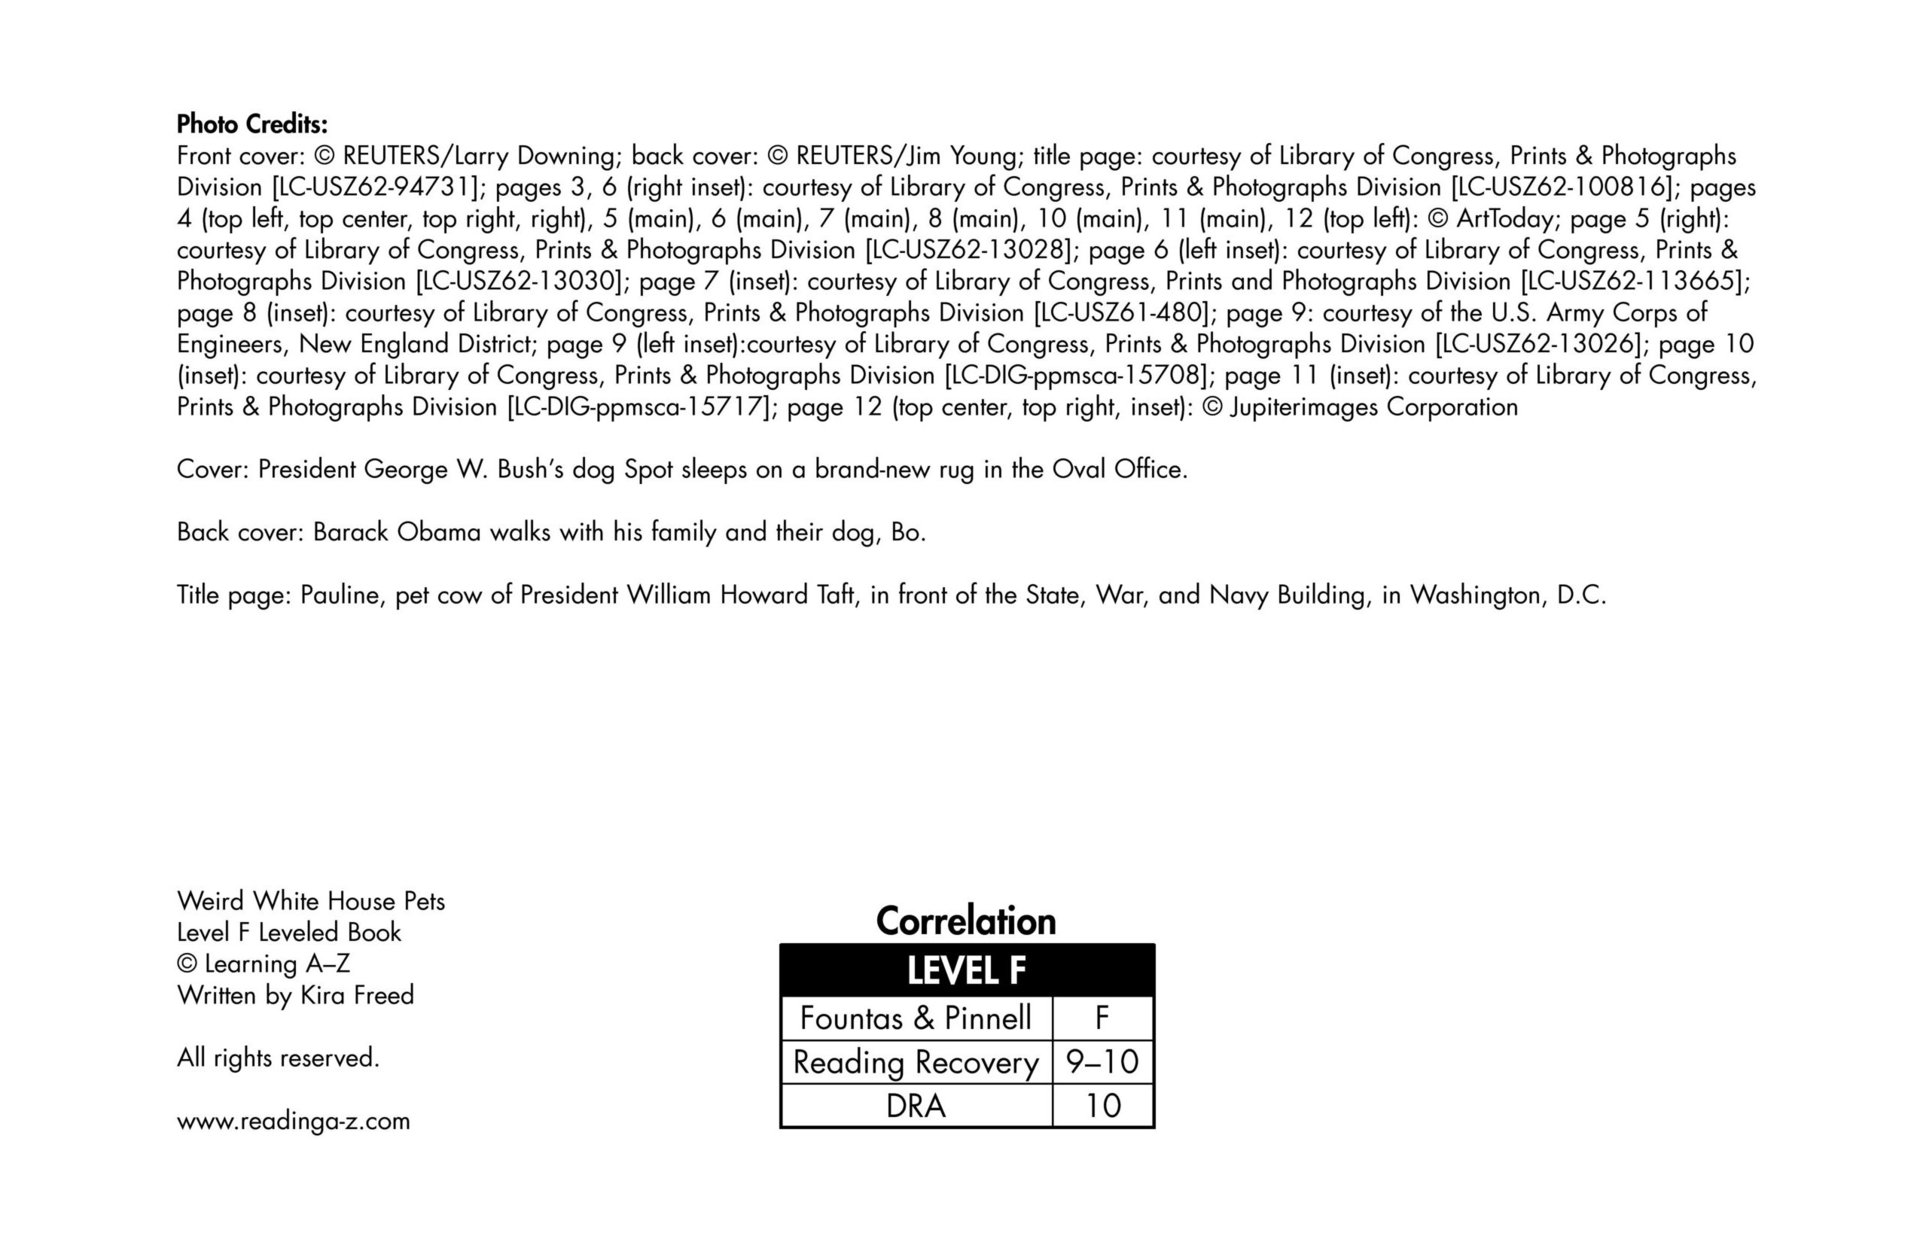 Photo Credits:
Front cover: © REUTERS/Larry Downing; back cover: © REUTERS/Jim Young; title page: courtesy of Library of Congress, Prints & Photographs
Division [LC-USZ62-94731]; pages 3, 6 (right inset): courtesy of Library of Congress, Prints & Photographs Division [LC-USZ62-100816]; pages
4 (top left, top center, top right, right), 5 (main), 6 (main), 7 (main), 8 (main), 10 (main), 11 (main), 12 (top left): © ArtToday; page 5 (right):
courtesy of Library of Congress, Prints & Photographs Division [LC-USZ62-13028]; page 6 (left inset): courtesy of Library of Congress, Prints &
Photographs Division [LC-USZ62-13030]; page 7 (inset): courtesy of Library of Congress, Prints and Photographs Division [LC-USZ62-113665];
page 8 (inset): courtesy of Library of Congress, Prints & Photographs Division [LC-USZ61-480]; page 9: courtesy of the U.S. Army Corps of
Engineers, New England District; page 9 (left inset):courtesy of Library of Congress, Prints & Photographs Division [LC-USZ62-13026]; page 10
(inset): courtesy of Library of Congress, Prints & Photographs Division [LC-DIG-ppmsca-15708]; page 11 (inset): courtesy of Library of Congress,
Prints & Photographs Division [LC-DIG-ppmsca-15717]; page 12 (top center, top right, inset): © Jupiterimages Corporation
Cover: President George W. Bush's dog Spot sleeps on a brand-new rug in the Oval Office.
Back cover: Barack Obama walks with his family and their dog, Bo.
Title page: Pauline, pet cow of President William Howard Taft, in front of the State, War, and Navy Building, in Washington, D.C.
Weird White House Pets
Level F Leveled Book
© Learning A–Z
Written by Kira Freed
All rights reserved.
www.readinga-z.com
Correlation
LEVEL F
Fountas & Pinnell F
Reading Recovery 9–10
DRA 10